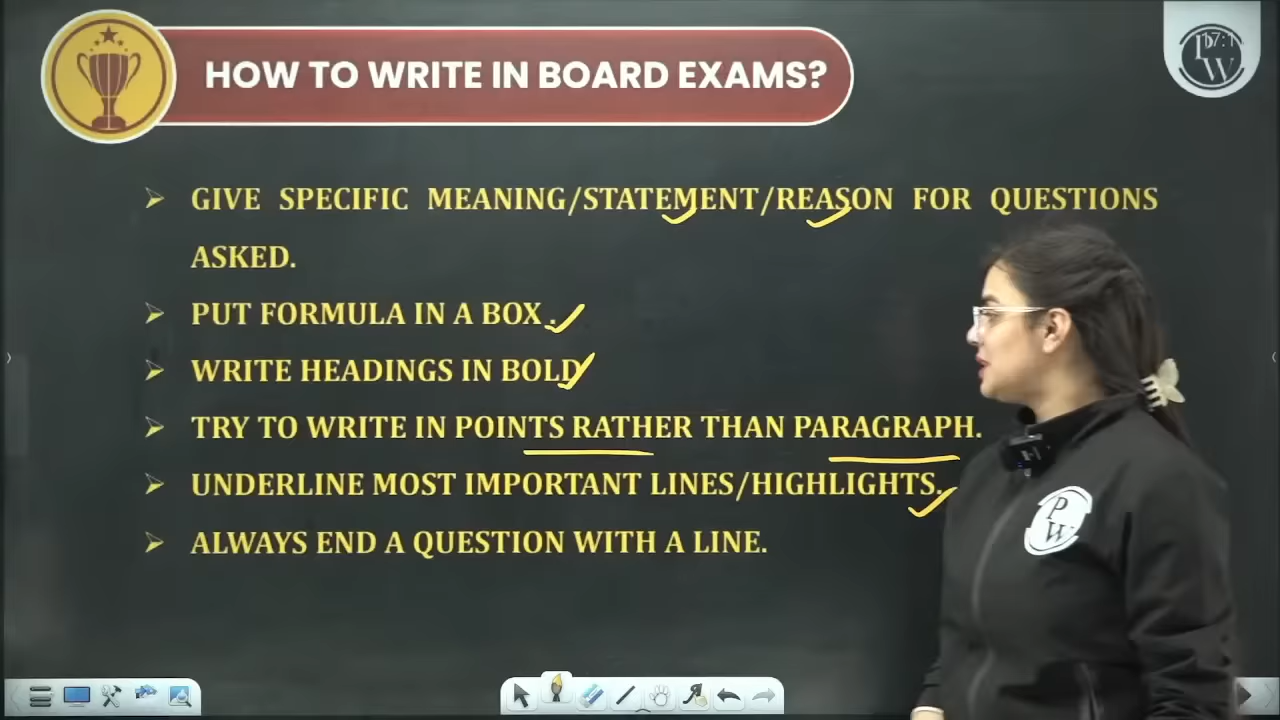 HOW TO WRITE IN BOARD EXAMS?
GIVE SPECIFIC MEANING/STATEMENT/REASON FOR QUESTIONS
ASKED.
PUT FORMULA IN A BOX.
WRITE HEADINGS IN BOLD
TRY TO WRITE IN POINTS RATHER THAN PARAGRAPH.
UNDERLINE MOST IMPORTANT LINES/HIGHLIGHTS.
P
W
ALWAYS END A QUESTION WITH A LINE.